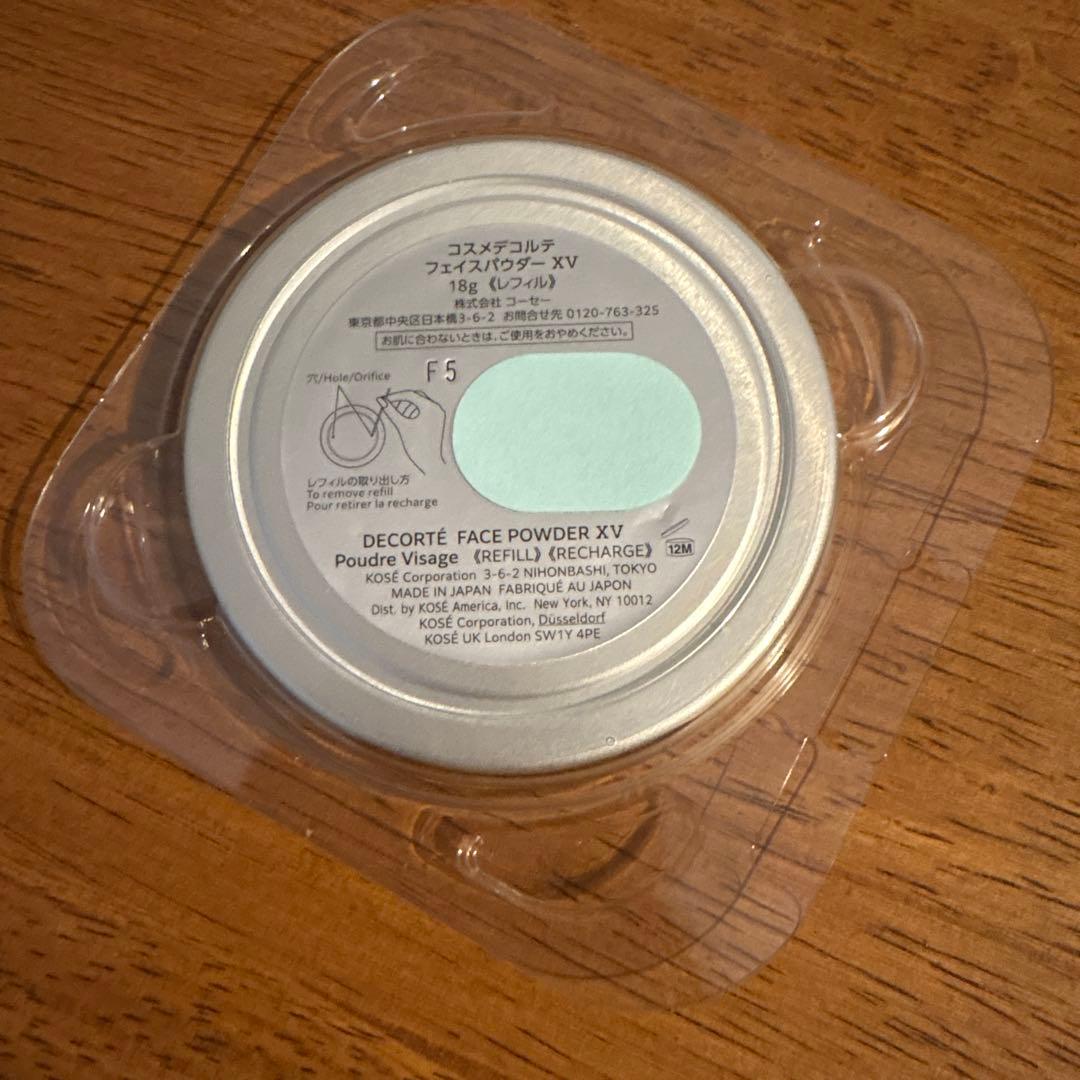 コスメデコルテ
フェイスパウダー XV
18g 《レフィル》
株式会社 コーセー
東京都中央区日本橋3-6-2 お問合せ先 0120-763-325
お肌に合わないときは、ご使用をおやめください。
F5
穴/Hole/Orifice
レフィルの取り出し方
To remove refill
Pour retirer la recharge
DECORTÉ FACE POWDER XV
Poudre Visage 《REFILL》《RECHARGE》
12M
KOSÉ Corporation 3-6-2 NIHONBASHI, TOKYO
MADE IN JAPAN FABRIQUÉ AU JAPON
Dist. by KOSÉ America, Inc. New York, NY 10012
KOSÉ Corporation, Düsseldorf
KOSÉ UK London SW1Y 4PE